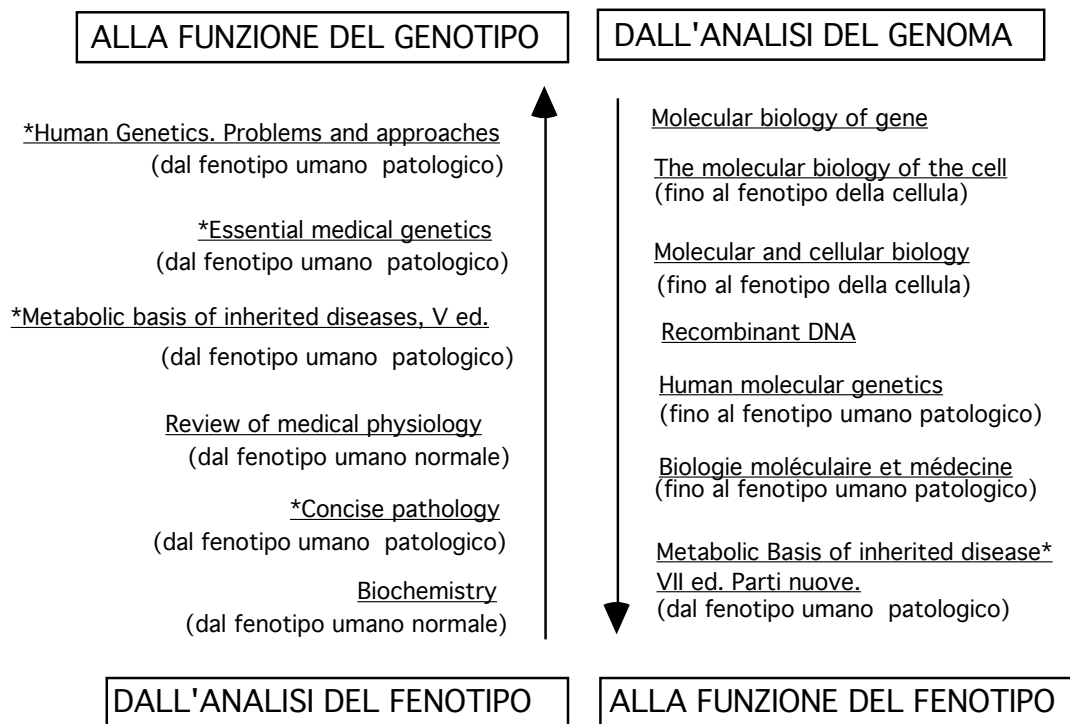 ALLA FUNZIONE DEL GENOTIPO
*Human Genetics. Problems and approaches
(dal fenotipo umano patologico)
*Essential medical genetics
(dal fenotipo umano patologico)
*Metabolic basis of inherited diseases, V ed.
(dal fenotipo umano patologico)
Review of medical physiology
(dal fenotipo umano normale)
*Concise pathology
(dal fenotipo umano patologico)
Biochemistry
(dal fenotipo umano normale)
DALL'ANALISI DEL FENOTIPO
DALL'ANALISI DEL GENOMA
Molecular biology of gene
The molecular biology of the cell
(fino al fenotipo della cellula)
Molecular and cellular biology
(fino al fenotipo della cellula)
Recombinant DNA
Human molecular genetics
(fino al fenotipo umano patologico)
Biologie moléculaire et médecine
(fino al fenotipo umano patologico)
Metabolic Basis of inherited disease*
VII ed. Parti nuove.
(dal fenotipo umano patologico)
ALLA FUNZIONE DEL FENOTIPO